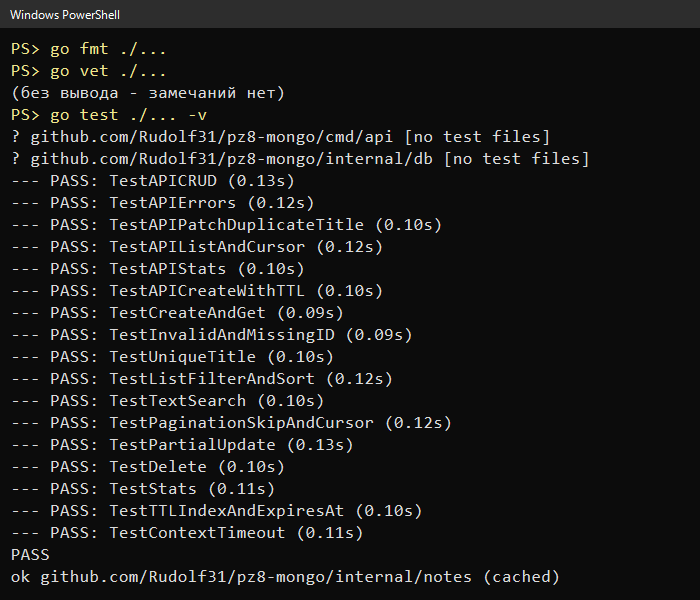 Windows PowerShell
PS> go fmt ./...
PS> go vet ./...
(без вывода - замечаний нет)
PS> go test ./... -v
? github.com/Rudolf31/pz8-mongo/cmd/api [no test files]
? github.com/Rudolf31/pz8-mongo/internal/db [no test files]
--- PASS: TestAPICRUD (0.13s)
--- PASS: TestAPIErrors (0.12s)
--- PASS: TestAPIPatchDuplicateTitle (0.10s)
--- PASS: TestAPIListAndCursor (0.12s)
--- PASS: TestAPIStats (0.10s)
--- PASS: TestAPICreateWithTTL (0.10s)
--- PASS: TestCreateAndGet (0.09s)
--- PASS: TestInvalidAndMissingID (0.09s)
--- PASS: TestUniqueTitle (0.10s)
--- PASS: TestListFilterAndSort (0.12s)
--- PASS: TestTextSearch (0.10s)
--- PASS: TestPaginationSkipAndCursor (0.12s)
--- PASS: TestPartialUpdate (0.13s)
--- PASS: TestDelete (0.10s)
--- PASS: TestStats (0.11s)
--- PASS: TestTTLIndexAndExpiresAt (0.10s)
--- PASS: TestContextTimeout (0.11s)
PASS
ok github.com/Rudolf31/pz8-mongo/internal/notes (cached)